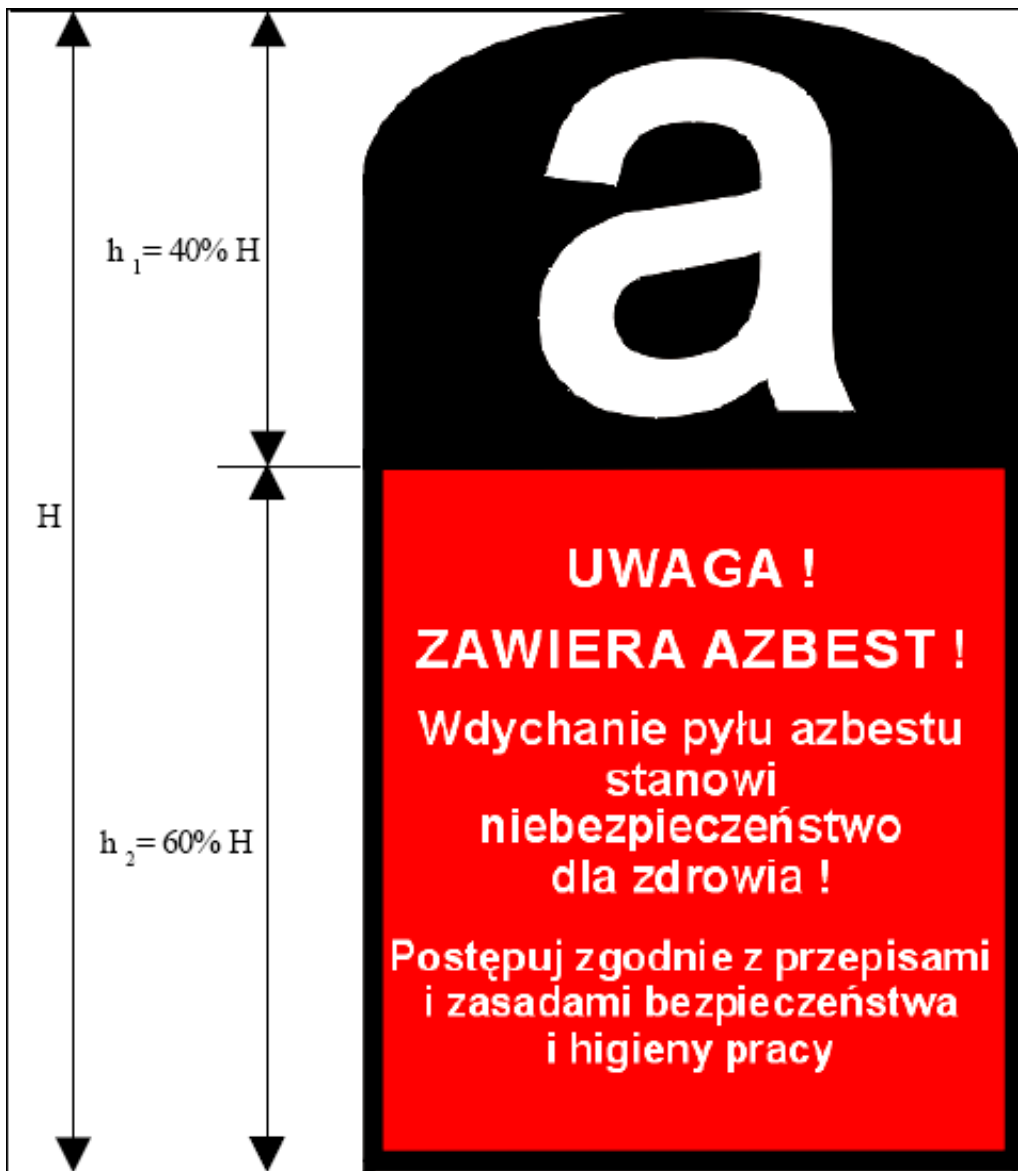 a
h 1= 40% H
H
UWAGA !
ZAWIERA AZBEST !
Wdychanie pyłu azbestu
stanowi
niebezpieczeństwo
dla zdrowia !
h 2= 60% H
Postępuj zgodnie z przepisami
i zasadami bezpieczeństwa
i higieny pracy